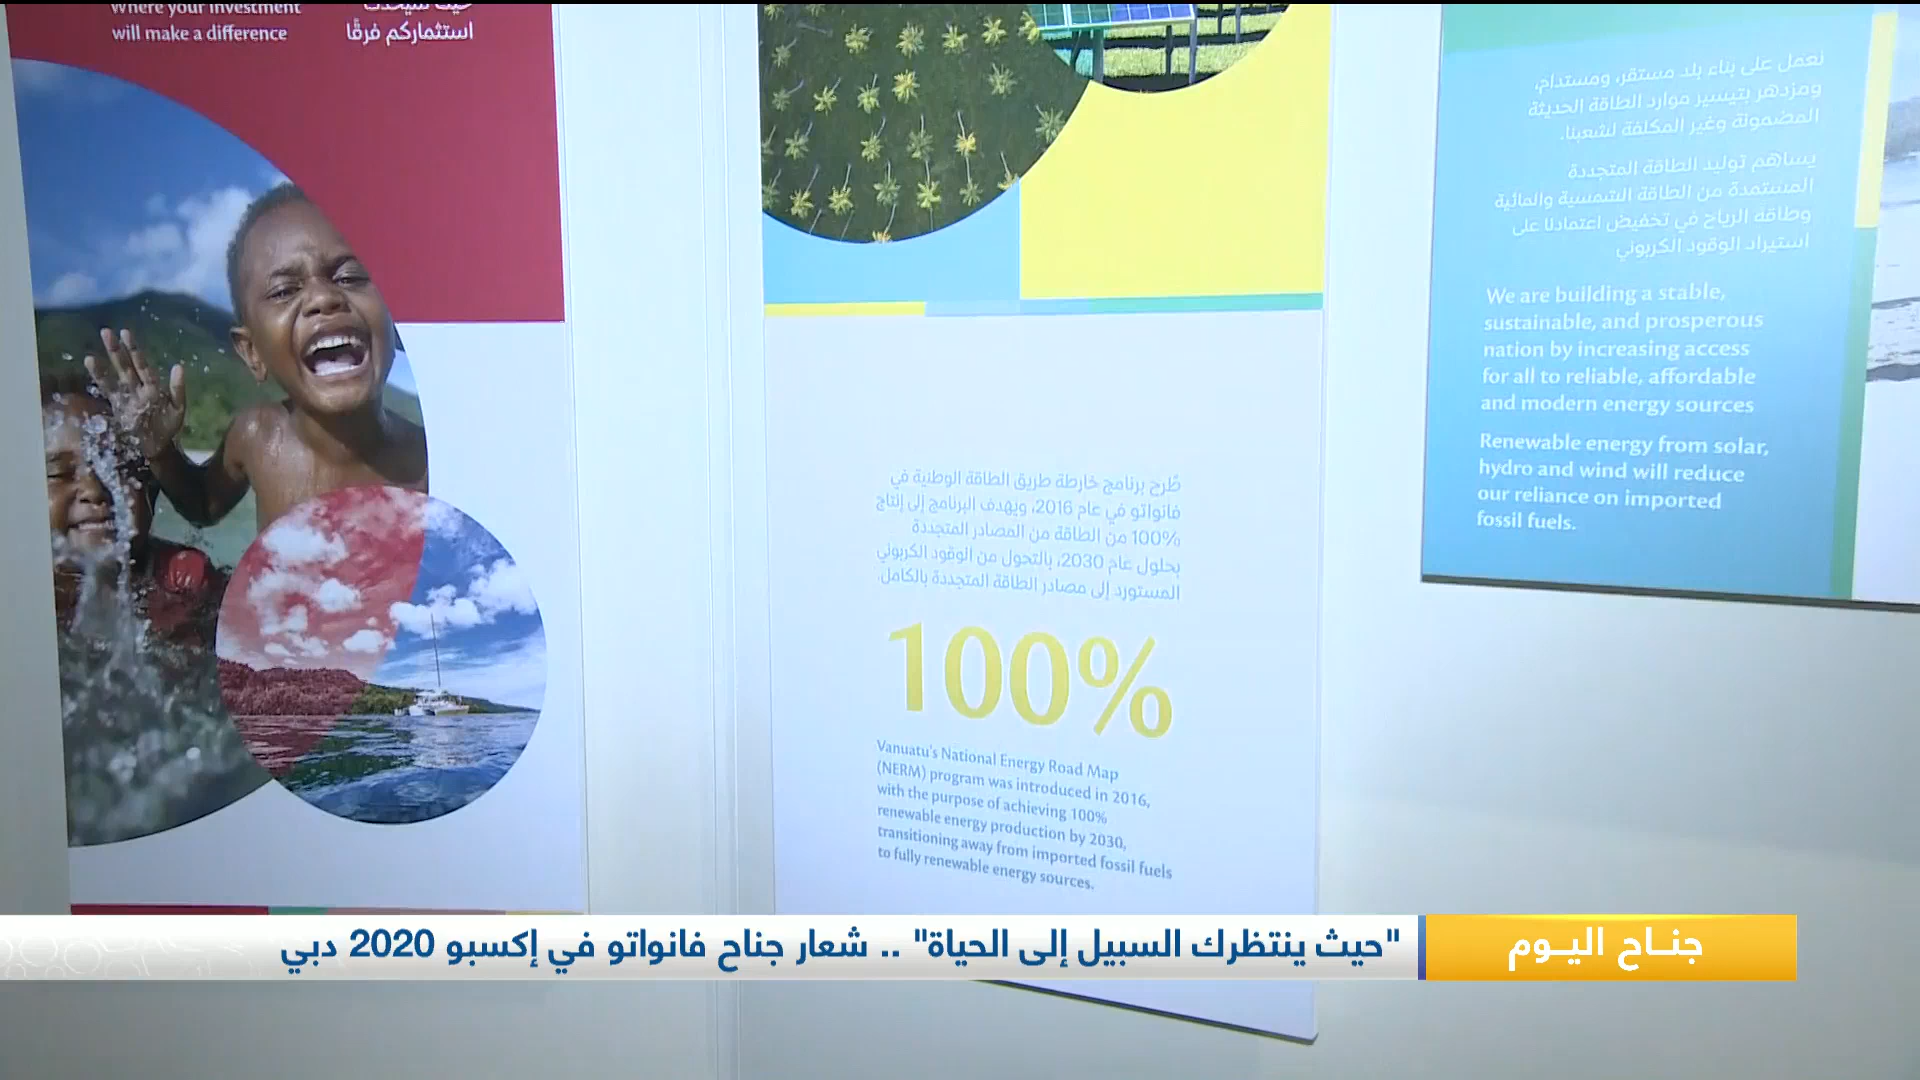 Where your investment
will make a difference
حيث سيُحدث
استثماركم فرقًا
طُرح برنامج خارطة طريق الطاقة الوطنية في
فانواتو في عام 2016، ويهدف البرنامج إلى إنتاج
100% من الطاقة من المصادر المتجددة
بحلول عام 2030، بالتحول من الوقود الكربوني
المستورد إلى مصادر الطاقة المتجددة بالكامل.
100%
Vanuatu's National Energy Road Map
(NERM) program was introduced in 2016,
with the purpose of achieving 100%
renewable energy production by 2030,
transitioning away from imported fossil fuels
to fully renewable energy sources.
نعمل على بناء بلد مستقر، ومستدام،
ومزدهر بتيسير موارد الطاقة الحديثة
المضمونة وغير المكلفة لشعبنا.
يساهم توليد الطاقة المتجددة
المستمدة من الطاقة الشمسية والمائية
وطاقة الرياح في تخفيض اعتمادنا على
استيراد الوقود الكربوني
We are building a stable,
sustainable, and prosperous
nation by increasing access
for all to reliable, affordable
and modern energy sources
Renewable energy from solar,
hydro and wind will reduce
our reliance on imported
fossil fuels.
جناح اليوم
"حيث ينتظرك السبيل إلى الحياة" .. شعار جناح فانواتو في إكسبو 2020 دبي